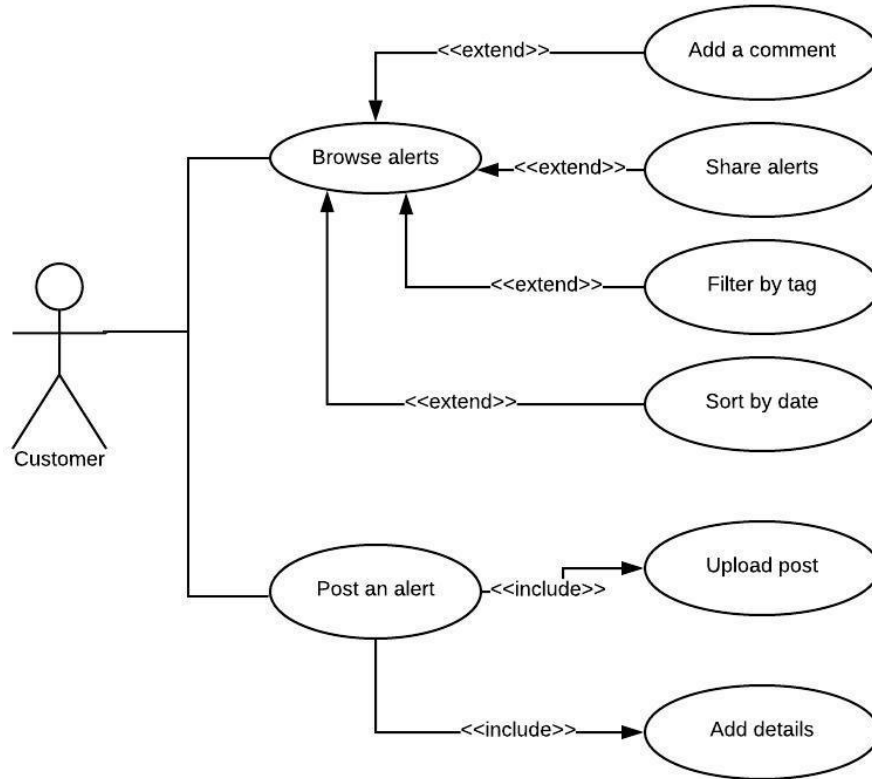 <<extend>>
Add a comment
Browse alerts
<<extend>>
Share alerts
<<extend>>
Filter by tag
<<extend>>
Sort by date
Customer
Post an alert
<<include>>
Upload post
<<include>>
Add details